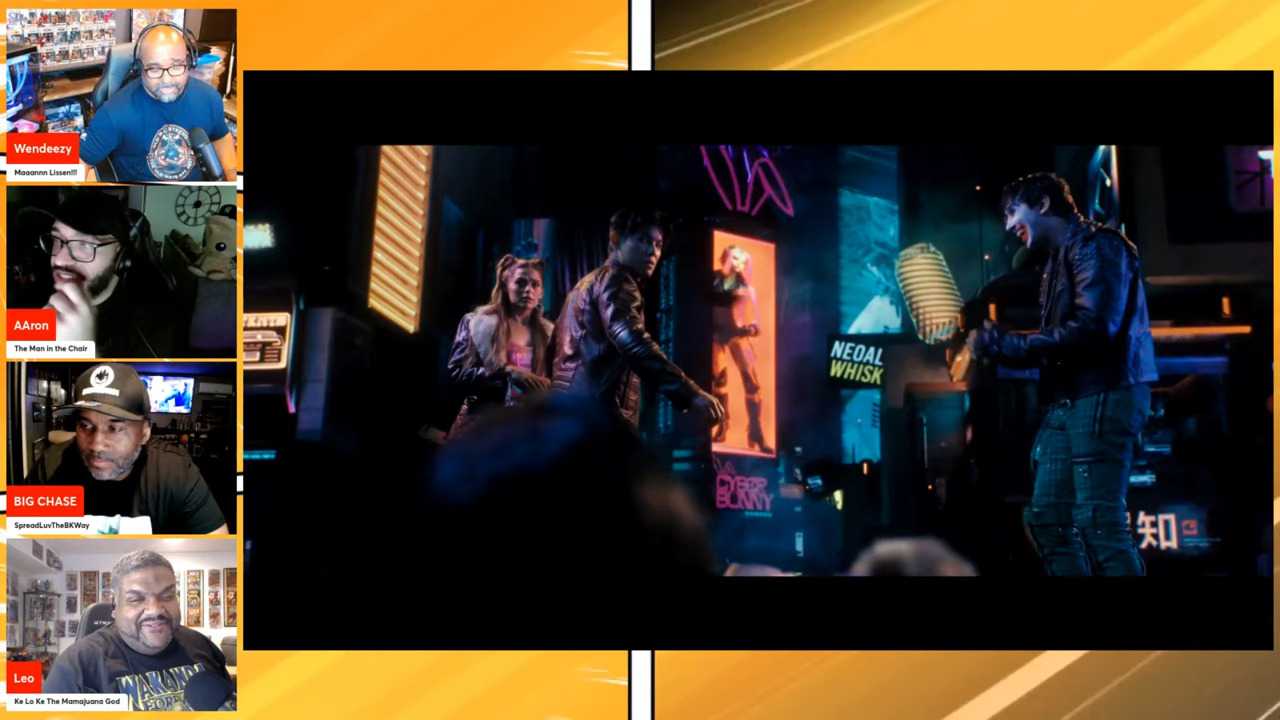 Wendeezy
Maaannn Lissen!!!
AAron
The Man in the Chair
BIG CHASE
SpreadLuvTheBKWay
Leo
Ke Lo Ke The Mamajuana God
WAKANDA
NEOAL
WHISK
CYBER
BUNNY
知